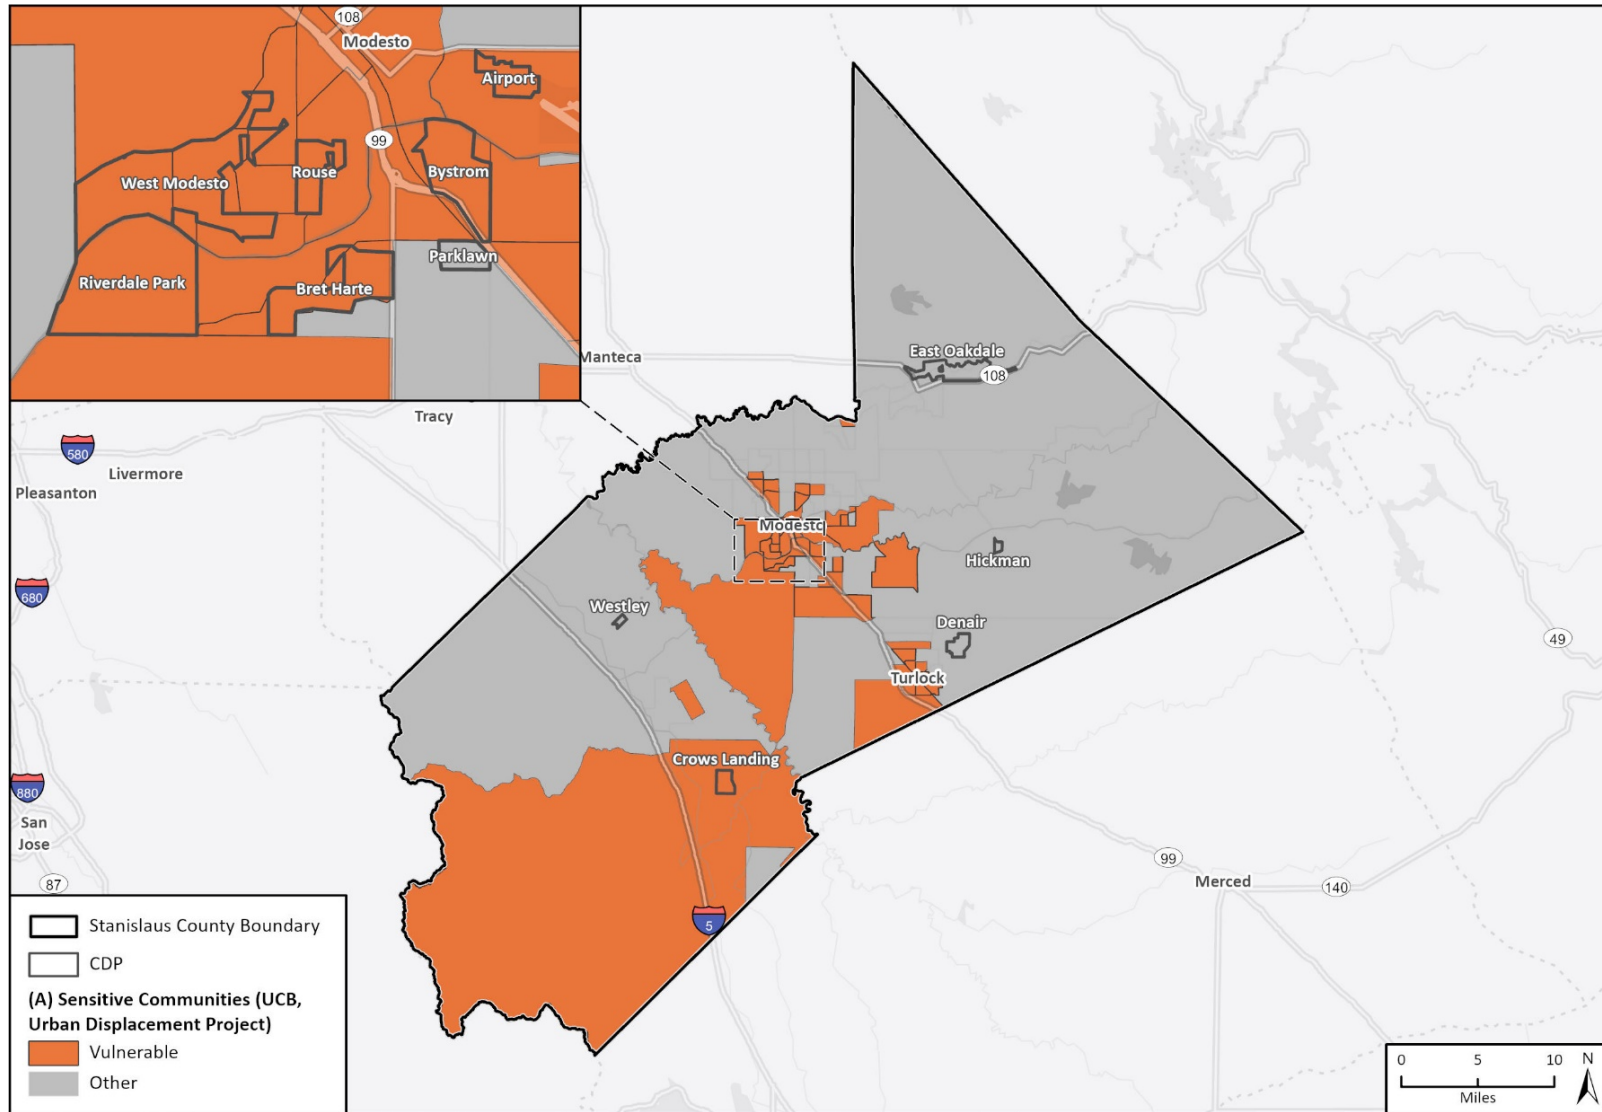 108
Modesto
Airport
99
West Modesto
Rouse
Bystrom
Parklawn
Riverdale Park
Bret Harte
Manteca
East Oakdale
108
Tracy
580
Livermore
Pleasanton
Modesto
Hickman
680
Westley
Denair
49
Turlock
Crows Landing
880
San
Jose
99
87
Merced
140
5
Stanislaus County Boundary
CDP
(A) Sensitive Communities (UCB,
Urban Displacement Project)
Vulnerable
Other
0 5 10
Miles
N